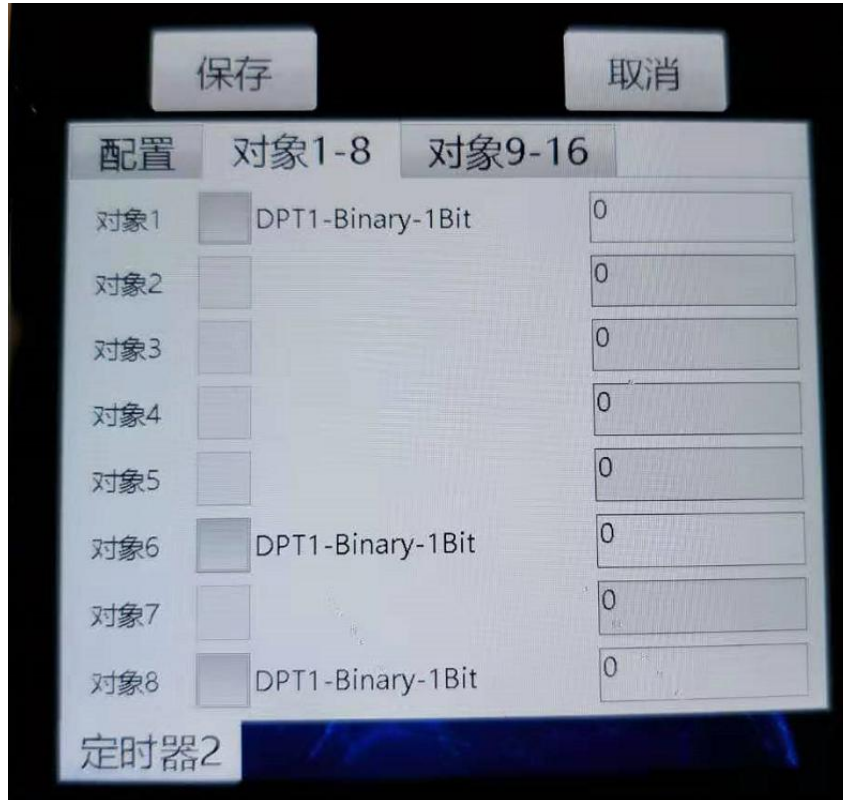 保存 取消
配置 对象1-8 对象9-16
对象1 DPT1-Binary-1Bit 0
对象2 0
对象3 0
对象4 0
对象5 0
对象6 DPT1-Binary-1Bit 0
对象7 0
对象8 DPT1-Binary-1Bit 0
定时器2